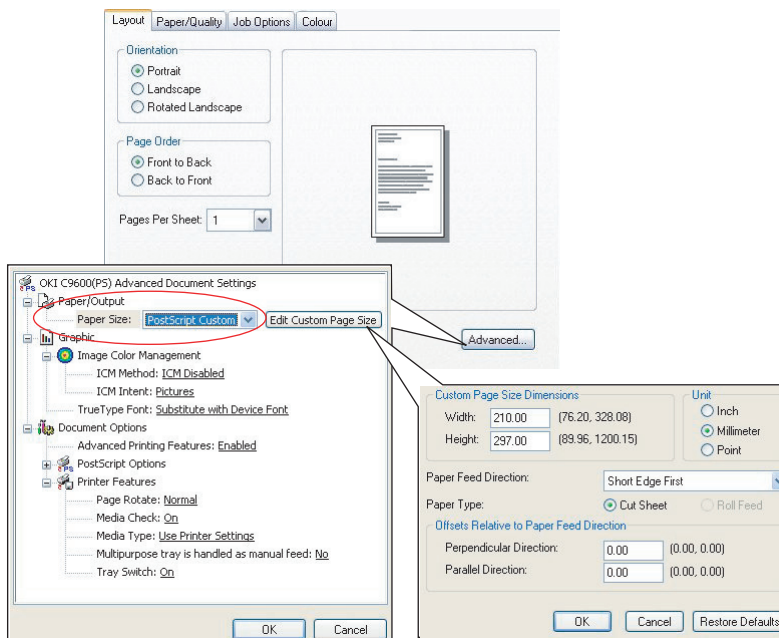 Layout Paper/Quality Job Options Colour
Orientation
Portrait
Landscape
Rotated Landscape
Page Order
Front to Back
Back to Front
Pages Per Sheet: 1
Advanced...
OKI C9600(PS) Advanced Document Settings
Paper/Output
Paper Size: PostScript Custom Edit Custom Page Size
Graphic
Image Color Management
ICM Method: ICM Disabled
ICM Intent: Pictures
TrueType Font: Substitute with Device Font
Document Options
Advanced Printing Features: Enabled
PostScript Options
Printer Features
Page Rotate: Normal
Media Check: On
Media Type: Use Printer Settings
Multipurpose tray is handled as manual feed: No
Tray Switch: On
OK Cancel
Custom Page Size Dimensions Unit
Width: 210.00 (76.20, 328.08) Inch
Height: 297.00 (89.96, 1200.15) Millimeter
Point
Paper Feed Direction: Short Edge First
Paper Type: Cut Sheet Roll Feed
Offsets Relative to Paper Feed Direction
Perpendicular Direction: 0.00 (0.00, 0.00)
Parallel Direction: 0.00 (0.00, 0.00)
OK Cancel Restore Defaults